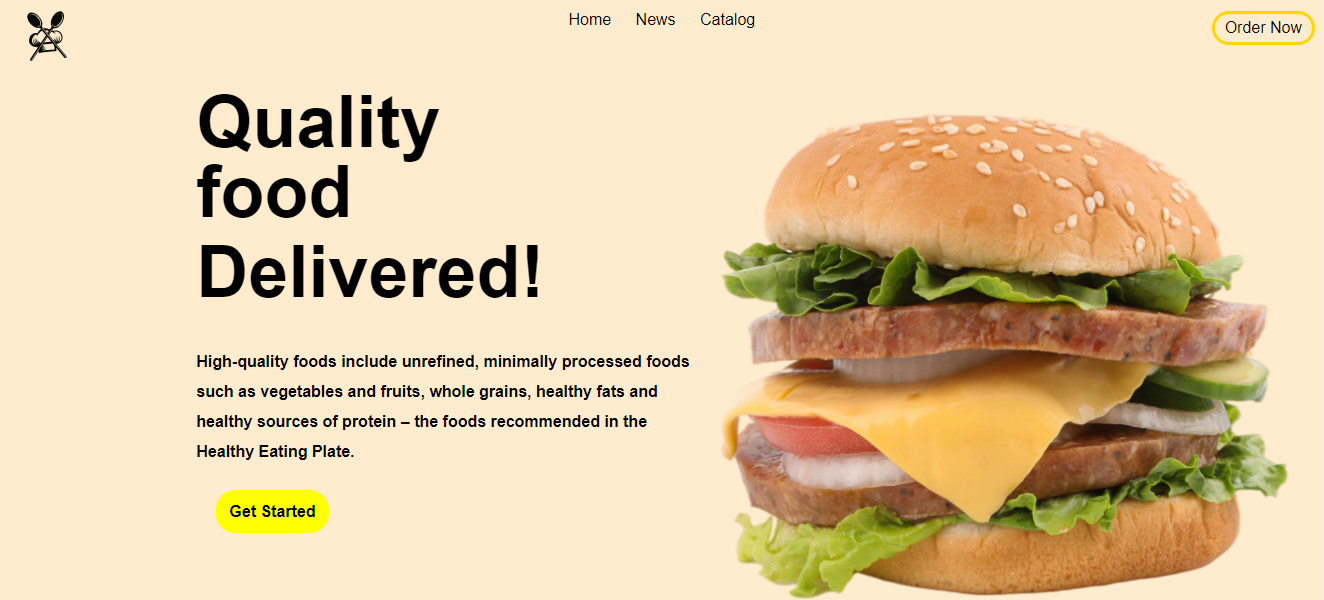 Home News Catalog
Order Now
Quality
food
Delivered!
High-quality foods include unrefined, minimally processed foods
such as vegetables and fruits, whole grains, healthy fats and
healthy sources of protein – the foods recommended in the
Healthy Eating Plate.
Get Started